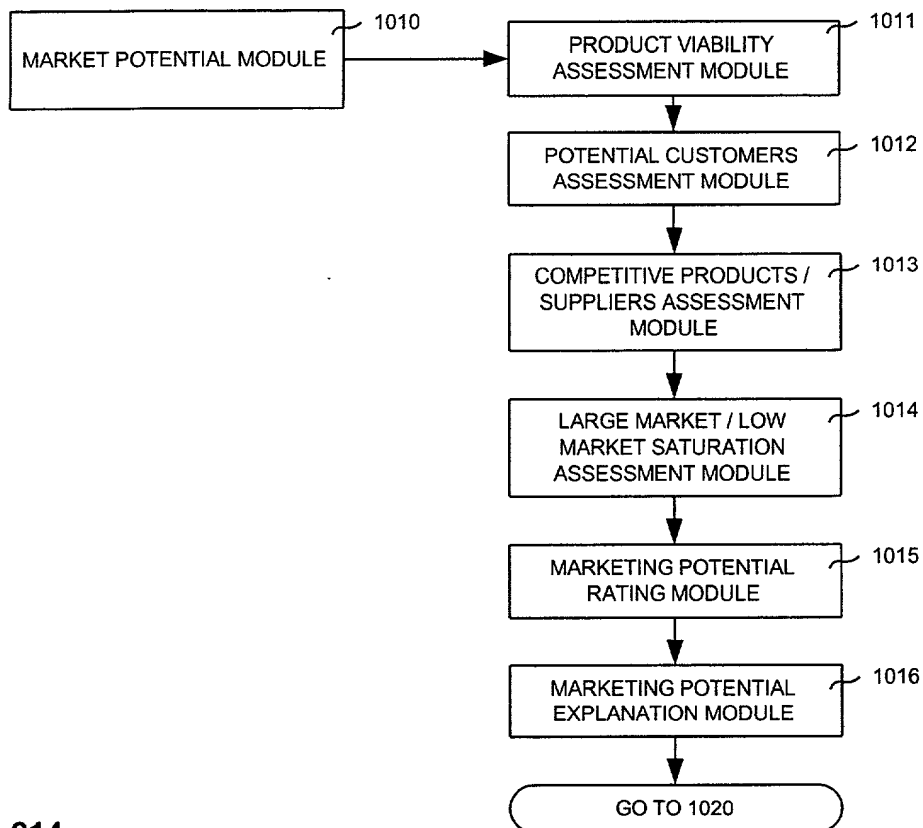 1010
MARKET POTENTIAL MODULE
1011
PRODUCT VIABILITY
ASSESSMENT MODULE
1012
POTENTIAL CUSTOMERS
ASSESSMENT MODULE
1013
COMPETITIVE PRODUCTS /
SUPPLIERS ASSESSMENT
MODULE
1014
LARGE MARKET / LOW
MARKET SATURATION
ASSESSMENT MODULE
1015
MARKETING POTENTIAL
RATING MODULE
1016
MARKETING POTENTIAL
EXPLANATION MODULE
GO TO 1020